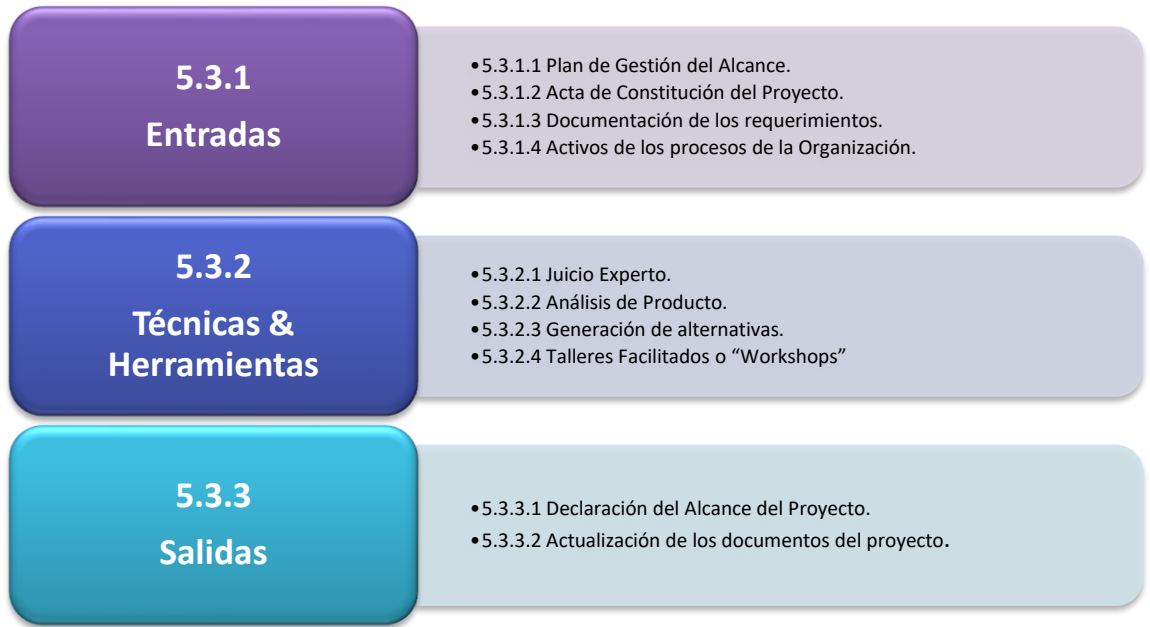 5.3.1
Entradas
•5.3.1.1 Plan de Gestión del Alcance.
•5.3.1.2 Acta de Constitución del Proyecto.
•5.3.1.3 Documentación de los requerimientos.
•5.3.1.4 Activos de los procesos de la Organización.
5.3.2
Técnicas &
Herramientas
•5.3.2.1 Juicio Experto.
•5.3.2.2 Análisis de Producto.
•5.3.2.3 Generación de alternativas.
•5.3.2.4 Talleres Facilitados o “Workshops”
5.3.3
Salidas
•5.3.3.1 Declaración del Alcance del Proyecto.
•5.3.3.2 Actualización de los documentos del proyecto.